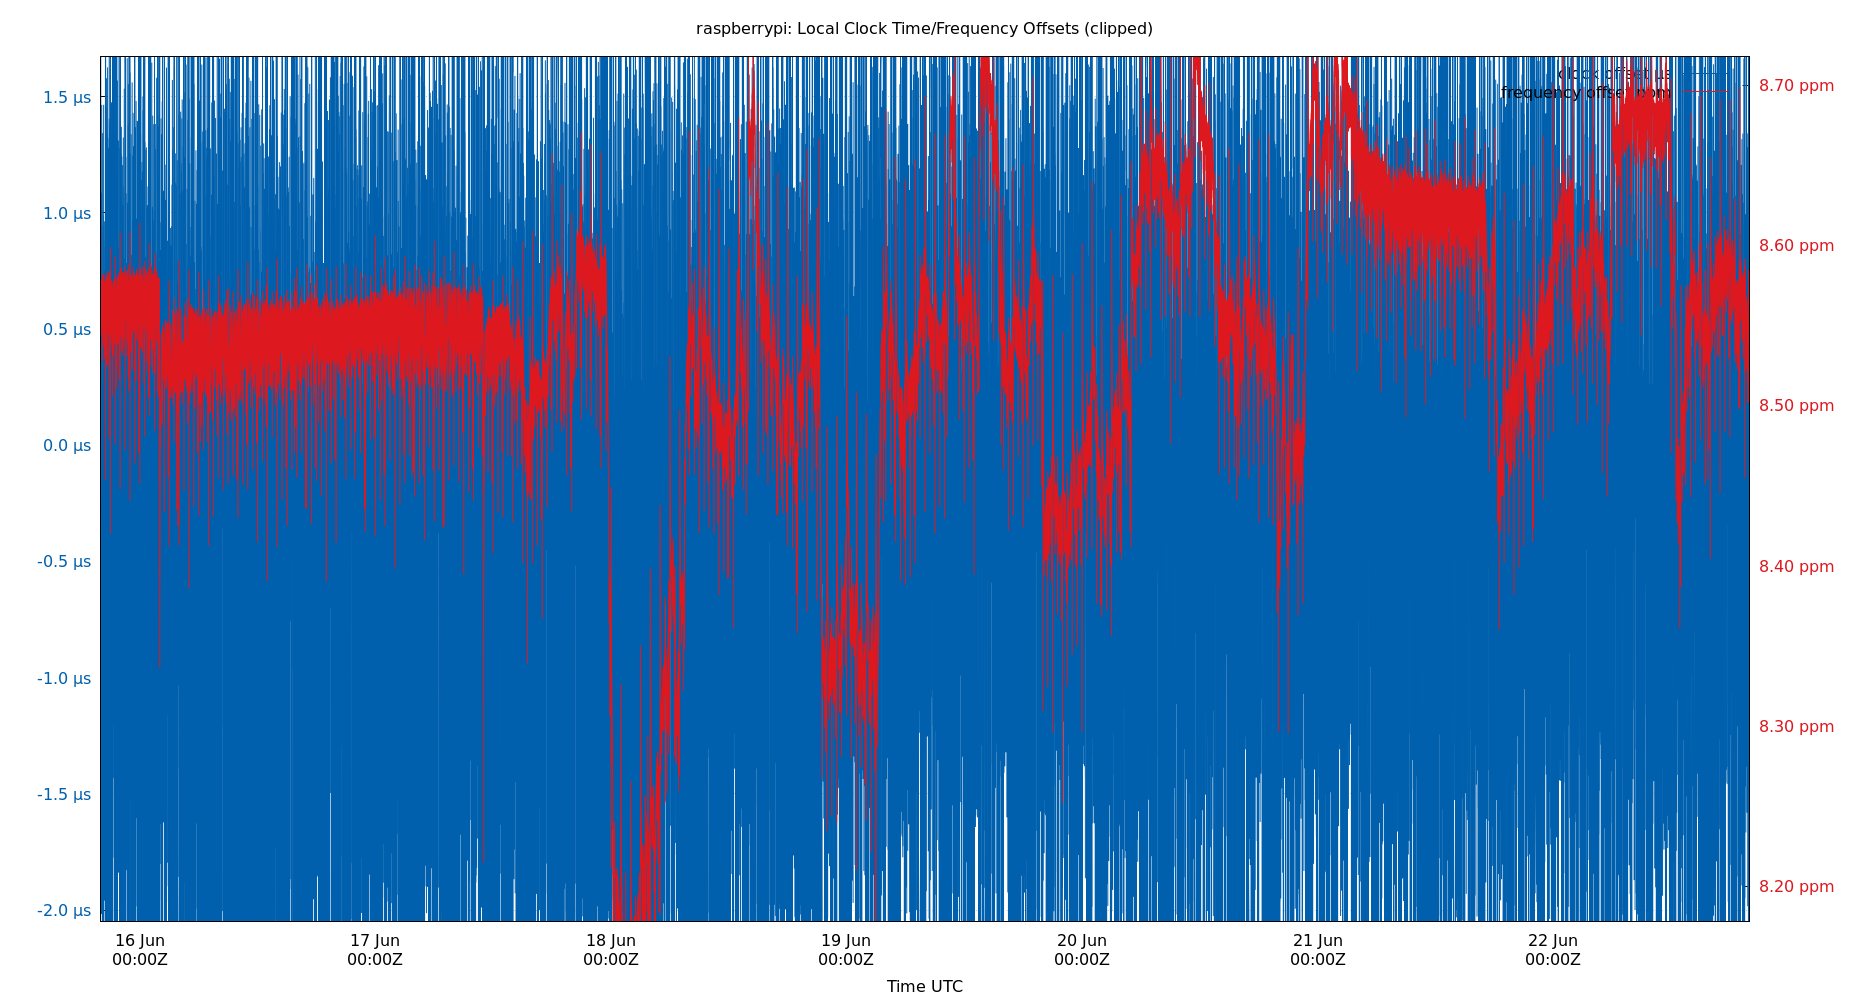 raspberrypi: Local Clock Time/Frequency Offsets (clipped)
clock offset µs
frequency offset ppm
1.5 µs
1.0 µs
0.5 µs
0.0 µs
-0.5 µs
-1.0 µs
-1.5 µs
-2.0 µs
8.70 ppm
8.60 ppm
8.50 ppm
8.40 ppm
8.30 ppm
8.20 ppm
16 Jun 00:00Z
17 Jun 00:00Z
18 Jun 00:00Z
19 Jun 00:00Z
20 Jun 00:00Z
21 Jun 00:00Z
22 Jun 00:00Z
Time UTC